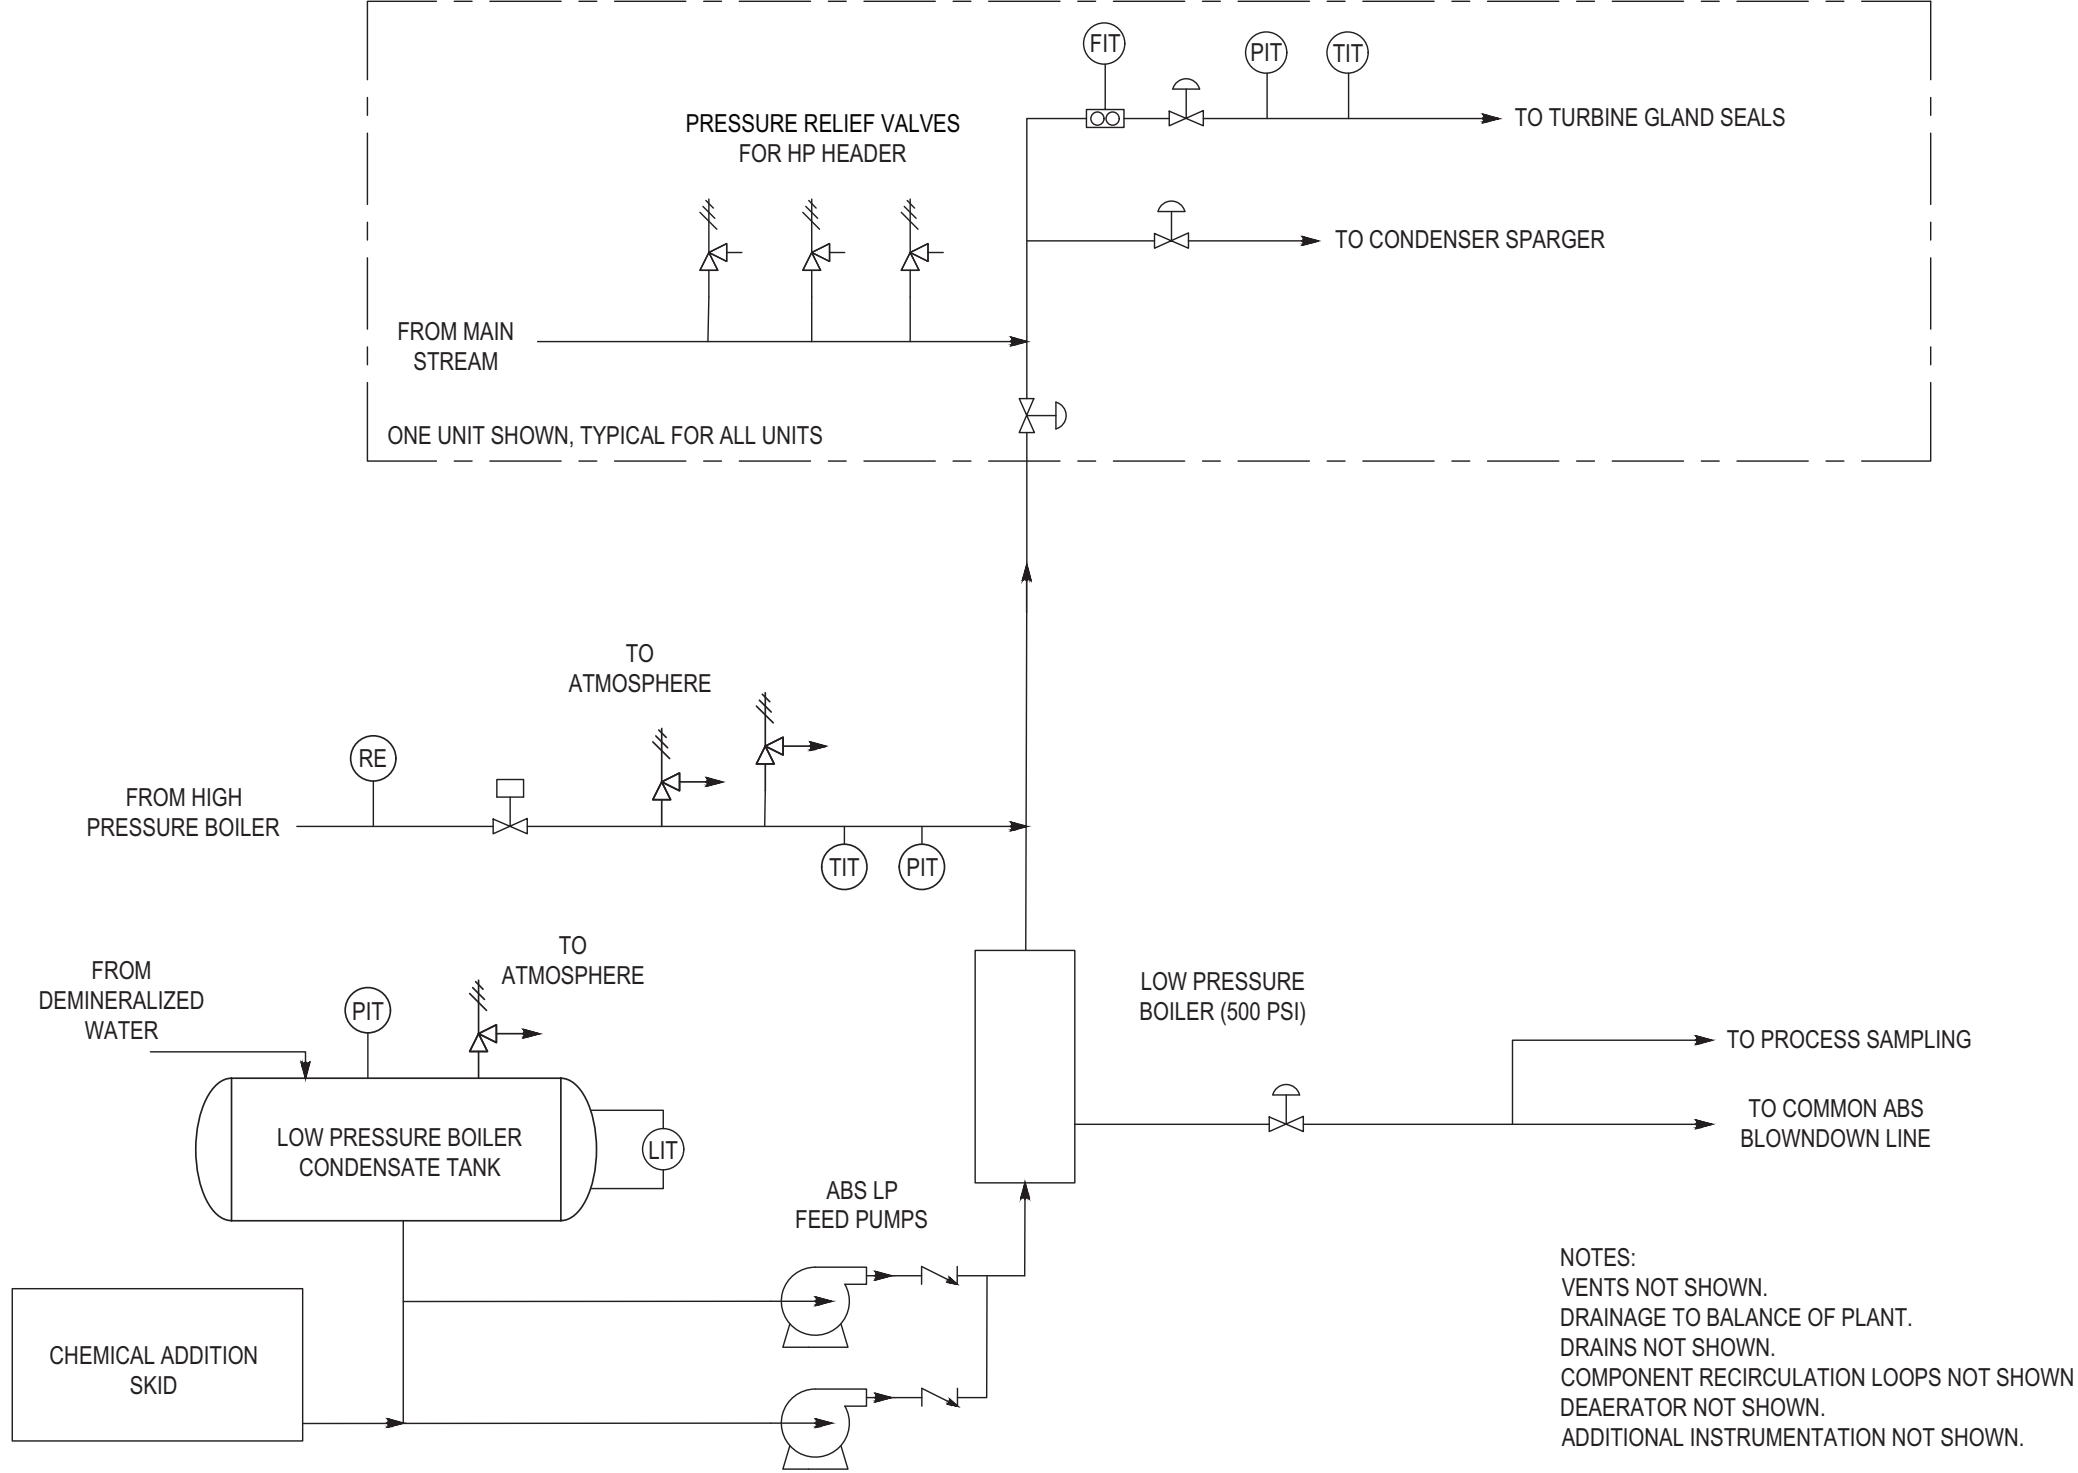 FIT
PIT
TIT
PRESSURE RELIEF VALVES
FOR HP HEADER
TO TURBINE GLAND SEALS
TO CONDENSER SPARGER
FROM MAIN
STREAM
ONE UNIT SHOWN, TYPICAL FOR ALL UNITS
TO
ATMOSPHERE
RE
FROM HIGH
PRESSURE BOILER
TIT
PIT
TO
ATMOSPHERE
FROM
DEMINERALIZED
WATER
PIT
LOW PRESSURE
BOILER (500 PSI)
TO PROCESS SAMPLING
TO COMMON ABS
BLOWNDOWN LINE
LOW PRESSURE BOILER
CONDENSATE TANK
LIT
ABS LP
FEED PUMPS
CHEMICAL ADDITION
SKID
NOTES:
VENTS NOT SHOWN.
DRAINAGE TO BALANCE OF PLANT.
DRAINS NOT SHOWN.
COMPONENT RECIRCULATION LOOPS NOT SHOWN
DEAERATOR NOT SHOWN.
ADDITIONAL INSTRUMENTATION NOT SHOWN.